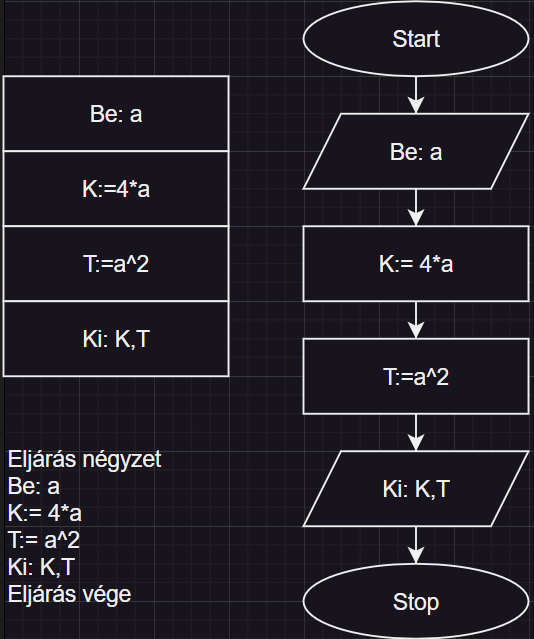 Be: a
K:=4*a
T:=a^2
Ki: K,T
Eljárás négyzet
Be: a
K:= 4*a
T:= a^2
Ki: K,T
Eljárás vége
Start
Be: a
K:= 4*a
T:=a^2
Ki: K,T
Stop